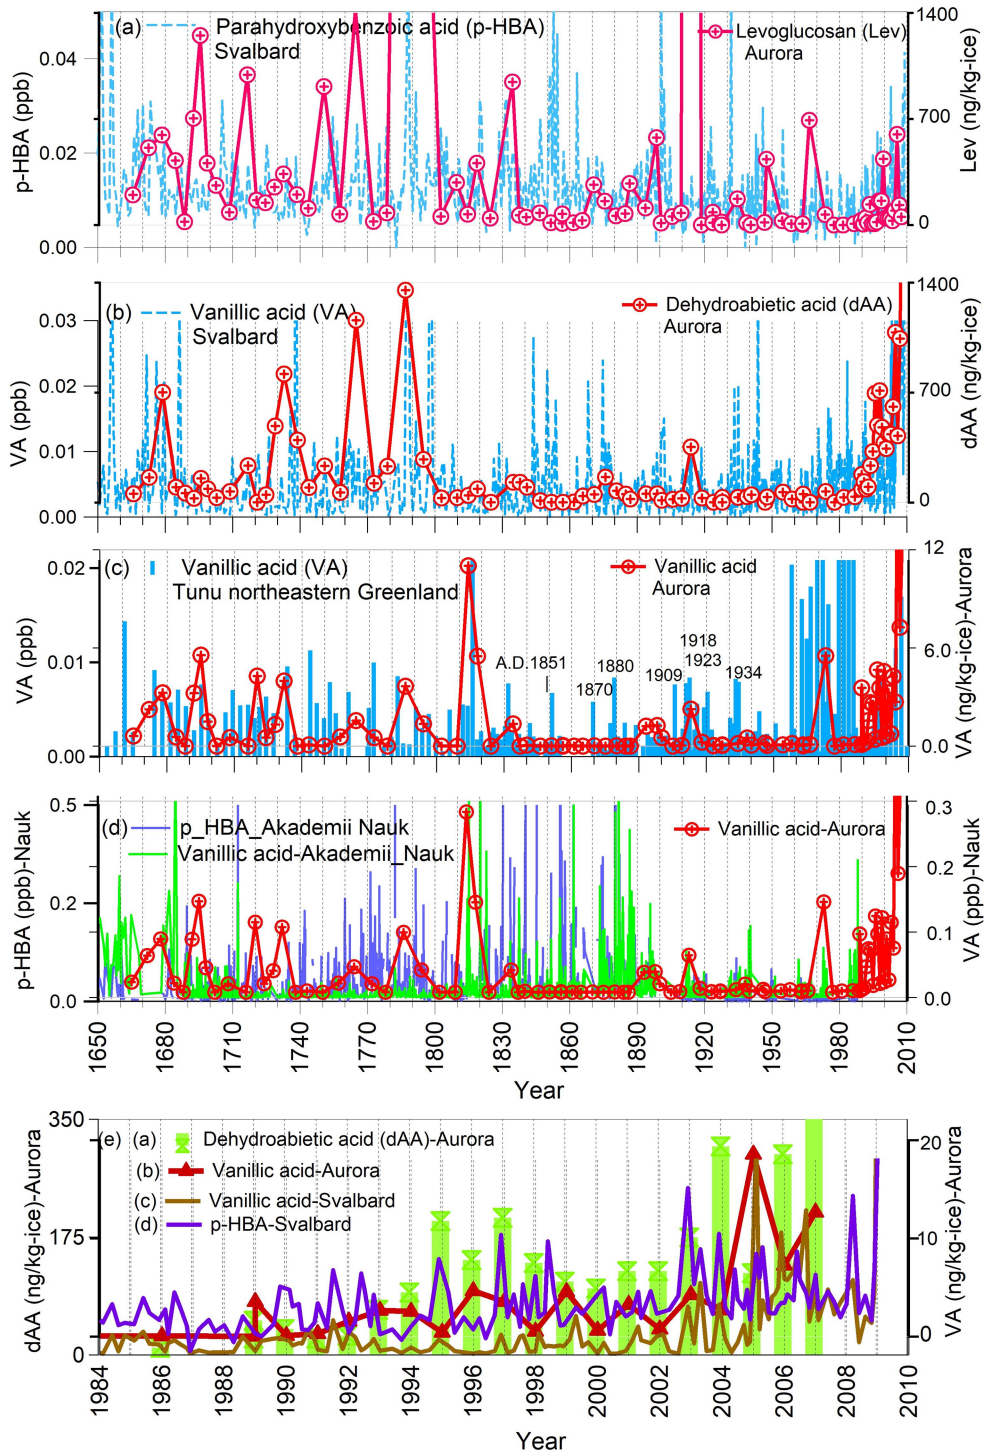 (a) Parahydroxybenzoic acid (p-HBA)
Svalbard
Levoglucosan (Lev)
Aurora
p-HBA (ppb)
0.04
0.02
0.00
Lev (ng/kg-ice)
1400
700
0
(b) Vanillic acid (VA)
Svalbard
Dehydroabietic acid (dAA)
Aurora
VA (ppb)
0.03
0.02
0.01
0.00
dAA (ng/kg-ice)
1400
700
0
(c) Vanillic acid (VA)
Tunu northeastern Greenland
Vanillic acid
Aurora
VA (ppb)
0.02
0.01
0.00
VA (ng/kg-ice)-Aurora
12
6.0
0.0
A.D.1851
1870
1880
1909
1918
1923
1934
(d) p_HBA_Akademii Nauk
Vanillic acid-Akademii_Nauk
Vanillic acid-Aurora
p-HBA (ppb)-Nauk
0.5
0.2
0.0
VA (ppb)-Nauk
0.3
0.2
0.1
0.0
1650 1680 1710 1740 1770 1800 1830 1860 1890 1920 1950 1980 2010
Year
(e) (a) Dehydroabietic acid (dAA)-Aurora
(b) Vanillic acid-Aurora
(c) Vanillic acid-Svalbard
(d) p-HBA-Svalbard
dAA (ng/kg-ice)-Aurora
350
175
0
VA (ng/kg-ice)-Aurora
20
10
0
1984 1986 1988 1990 1992 1994 1996 1998 2000 2002 2004 2006 2008 2010
Year